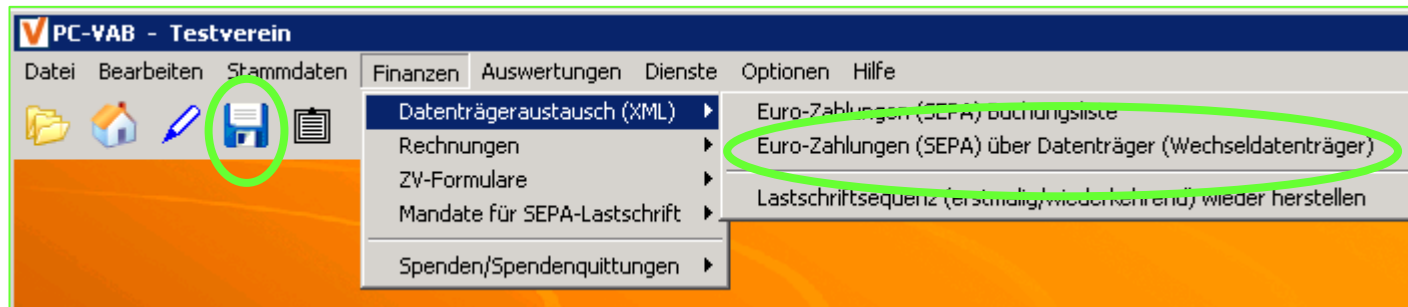 PC-VAB - Testverein
Datei Bearbeiten Stammdaten Finanzen Auswertungen Dienste Optionen Hilfe
Datenträgeraustausch (XML)
Rechnungen
ZV-Formulare
Mandate für SEPA-Lastschrift
Spenden/Spendenquittungen
Euro-Zahlungen (SEPA) Buchungsliste
Euro-Zahlungen (SEPA) über Datenträger (Wechseldatenträger)
Lastschriftsequenz (erstmalig/wiederkehrend) wieder herstellen